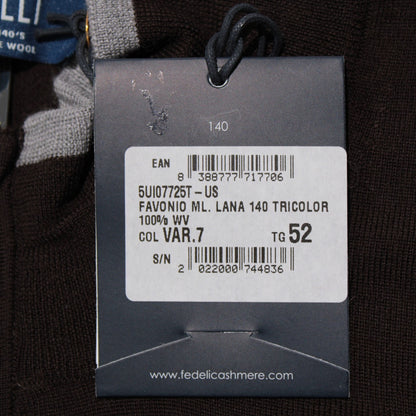 140'S
WOOL
140
EAN
8 388777 717706
5UI07725T-US
FAVONIO ML. LANA 140 TRICOLOR
100% WV
COL VAR.7 TG 52
S/N
2 022000 744836
www.fedelicashmere.com